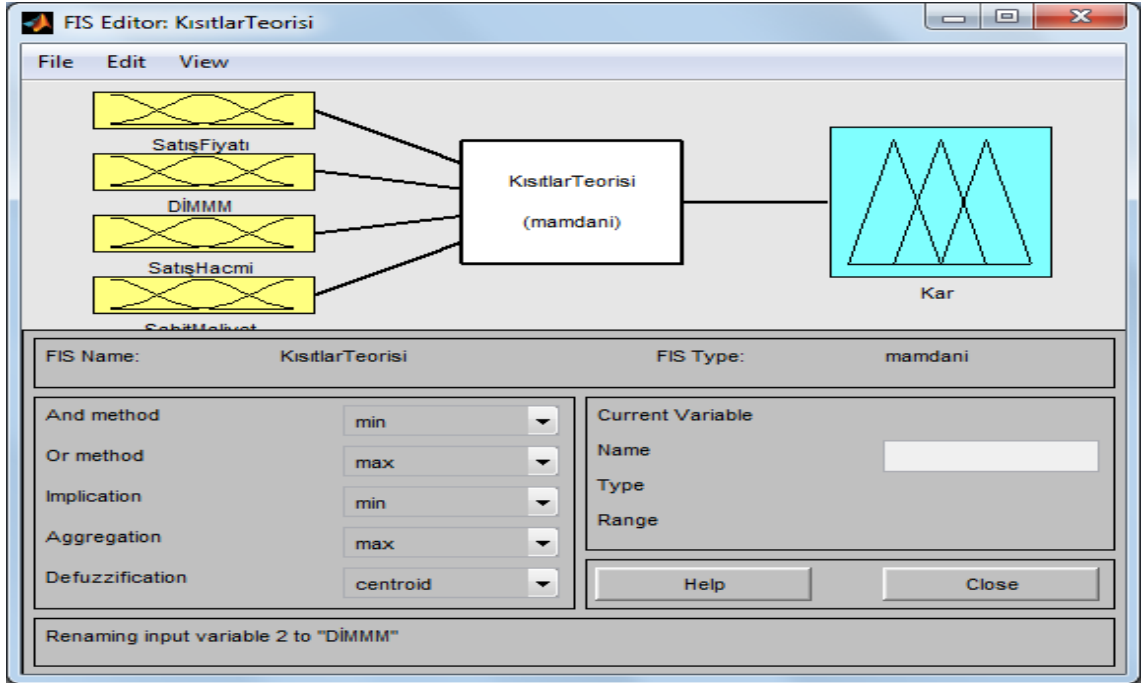 FIS Editor: KısıtlarTeorisi
File Edit View
SatışFiyatı
DİMMM
SatışHacmi
SabitMaliyet
KısıtlarTeorisi
(mamdani)
Kar
FIS Name: KısıtlarTeorisi FIS Type: mamdani
And method min
Or method max
Implication min
Aggregation max
Defuzzification centroid
Current Variable
Name
Type
Range
Help Close
Renaming input variable 2 to "DİMMM"